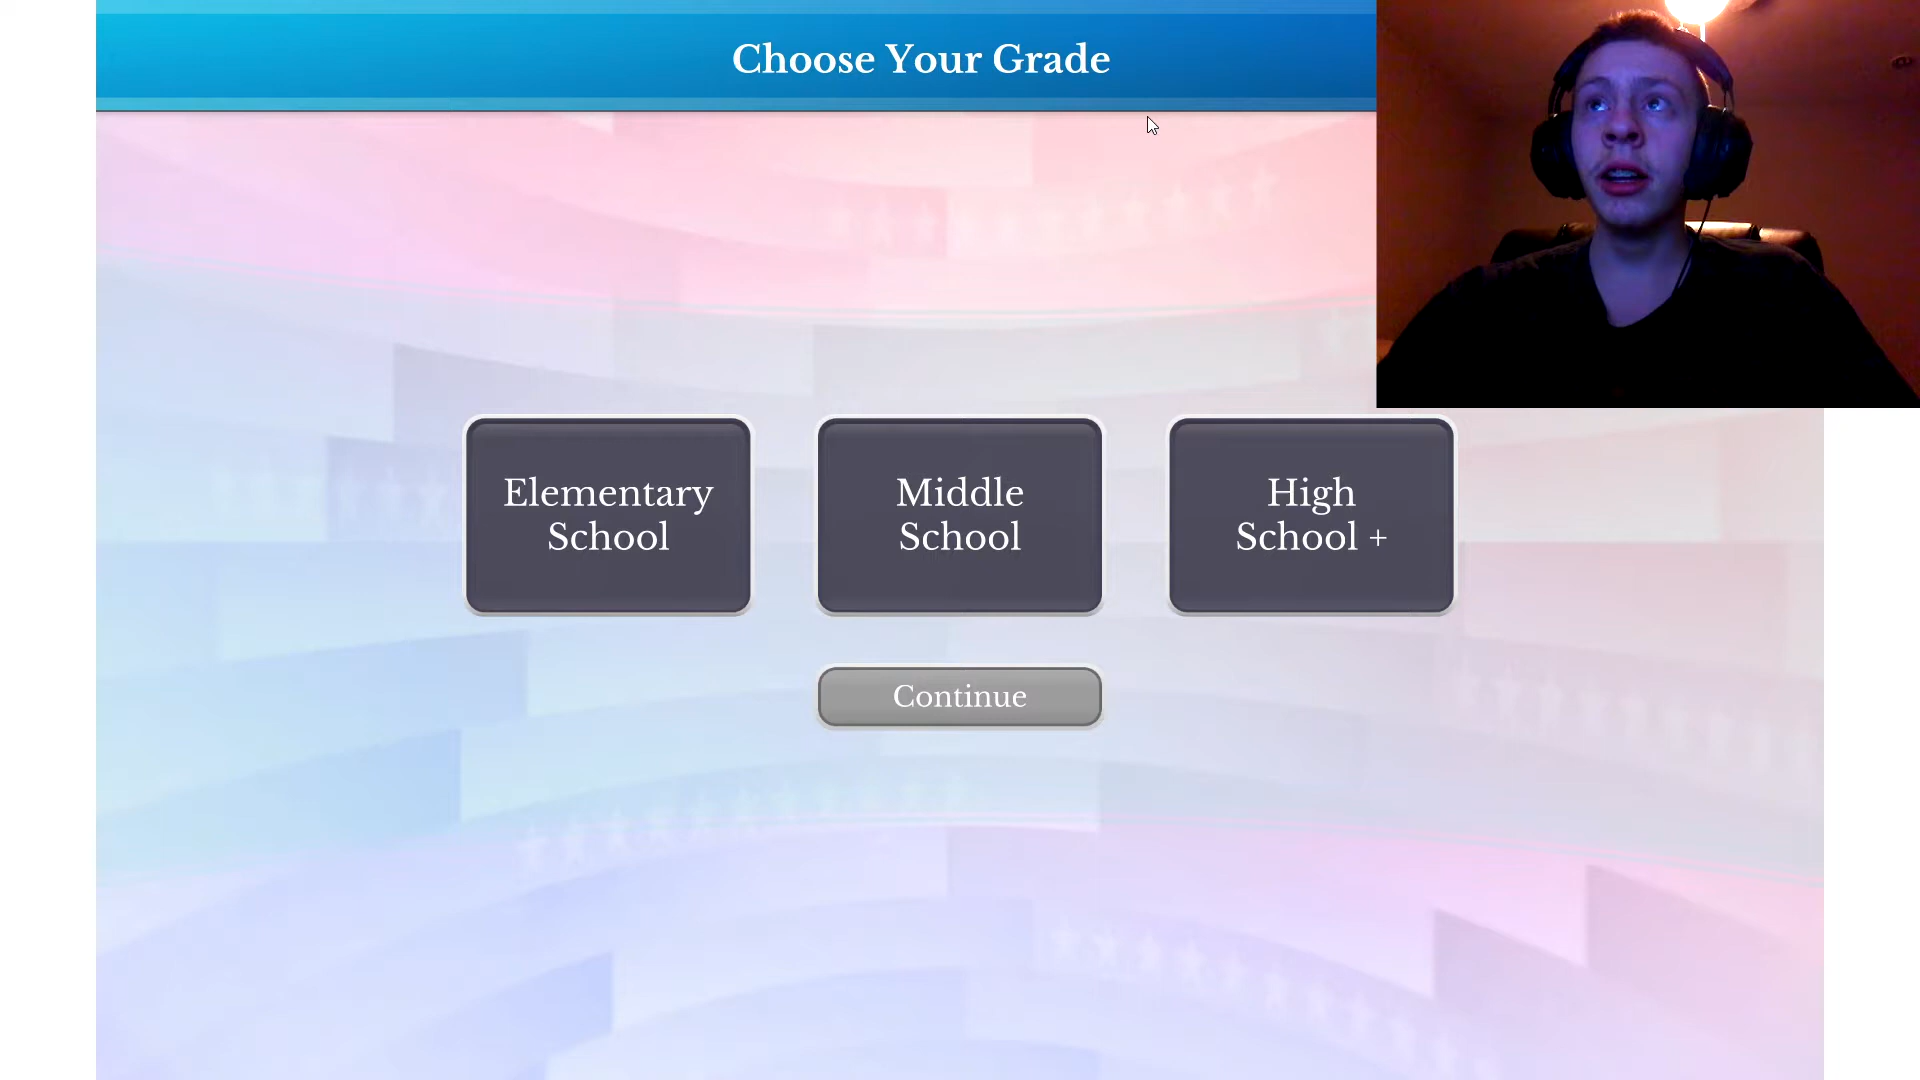 Choose Your Grade
Elementary
School
Middle
School
High
School +
Continue